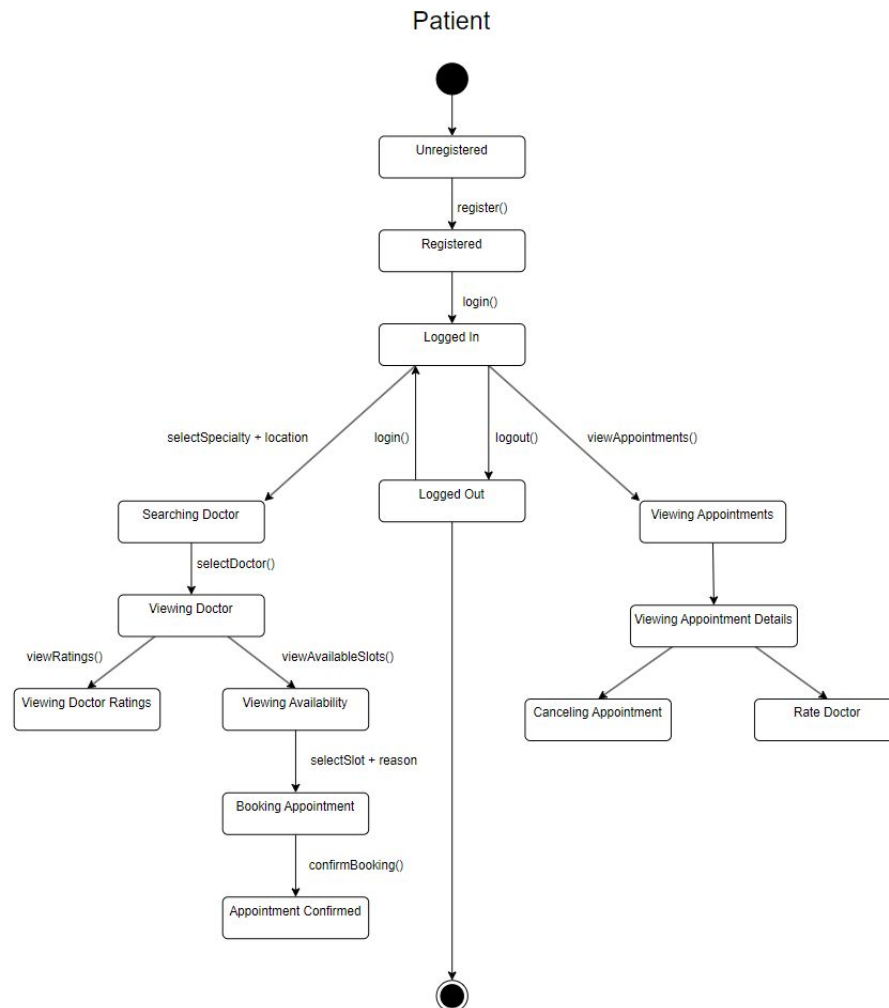 Patient
Unregistered
register()
Registered
login()
Logged In
selectSpecialty + location
login()
logout()
viewAppointments()
Logged Out
Searching Doctor
Viewing Appointments
selectDoctor()
Viewing Doctor
Viewing Appointment Details
viewRatings()
viewAvailableSlots()
Viewing Doctor Ratings
Viewing Availability
Canceling Appointment
Rate Doctor
selectSlot + reason
Booking Appointment
confirmBooking()
Appointment Confirmed